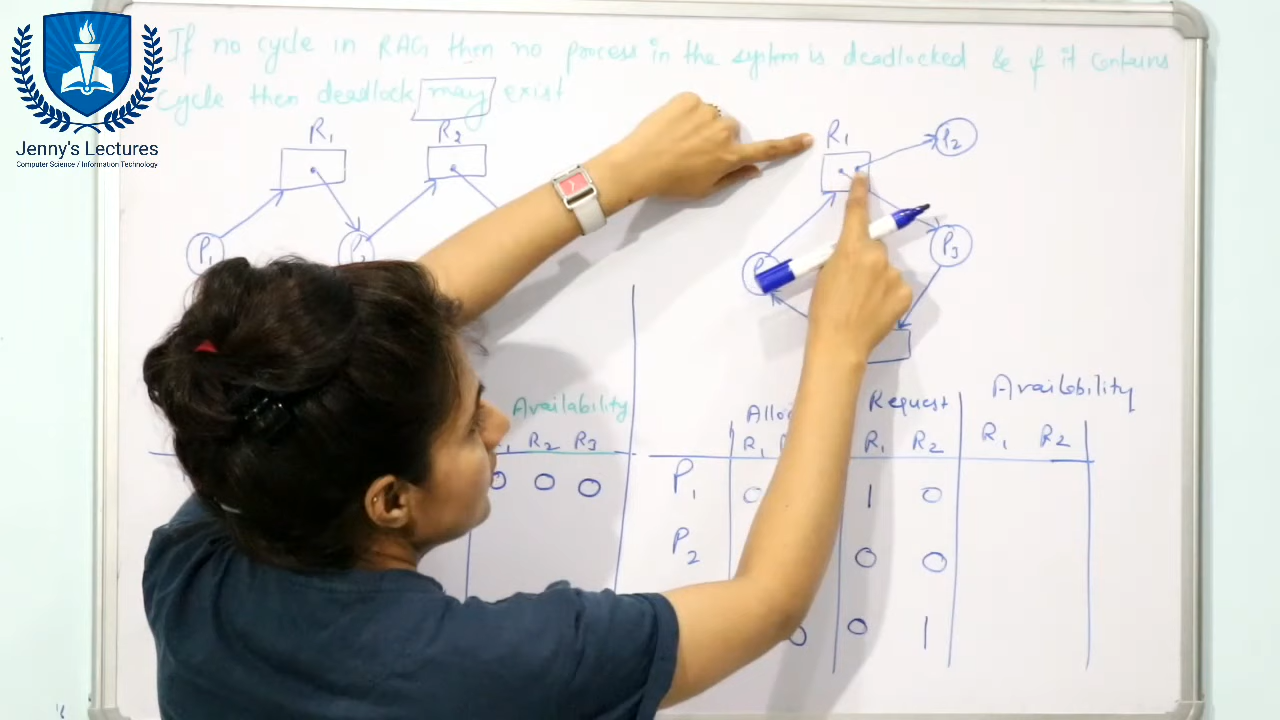 If no cycle in RAG then no process in the system is deadlocked & if it contains
cycle then deadlock may exist
Jenny's Lectures
Computer Science / Information Technology
R1
R2
P1
R1
P2
P3
Availability
R2 R3
0 0 0
Request
Availability
R1
R1 R2
R1 R2
P1 0 1 0
P2 0 0
0 0 1